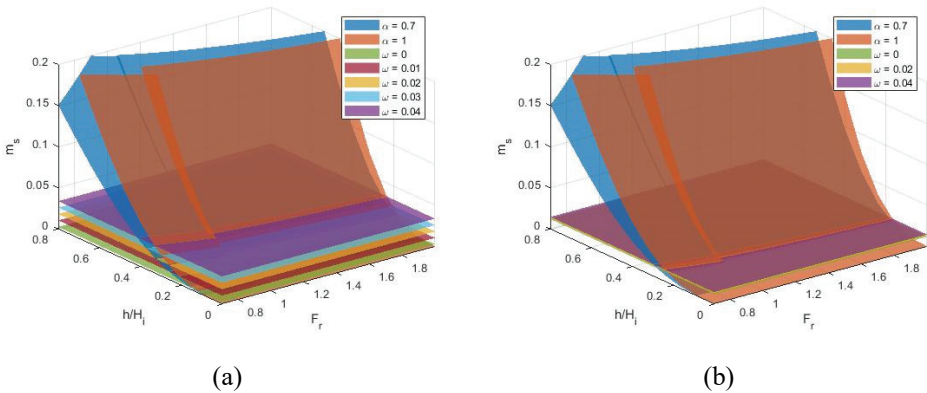 α = 0.7
α = 1
ω = 0
ω = 0.01
ω = 0.02
ω = 0.03
ω = 0.04
0.2
0.15
0.1
0.05
0
m_s
0.8
0.6
0.4
0.2
0
h/H_i
0.8
1
1.2
1.4
1.6
1.8
F_r
(a)
α = 0.7
α = 1
ω = 0
ω = 0.02
ω = 0.04
0.2
0.15
0.1
0.05
0
m_s
0.8
0.6
0.4
0.2
0
h/H_i
0.8
1
1.2
1.4
1.6
1.8
F_r
(b)